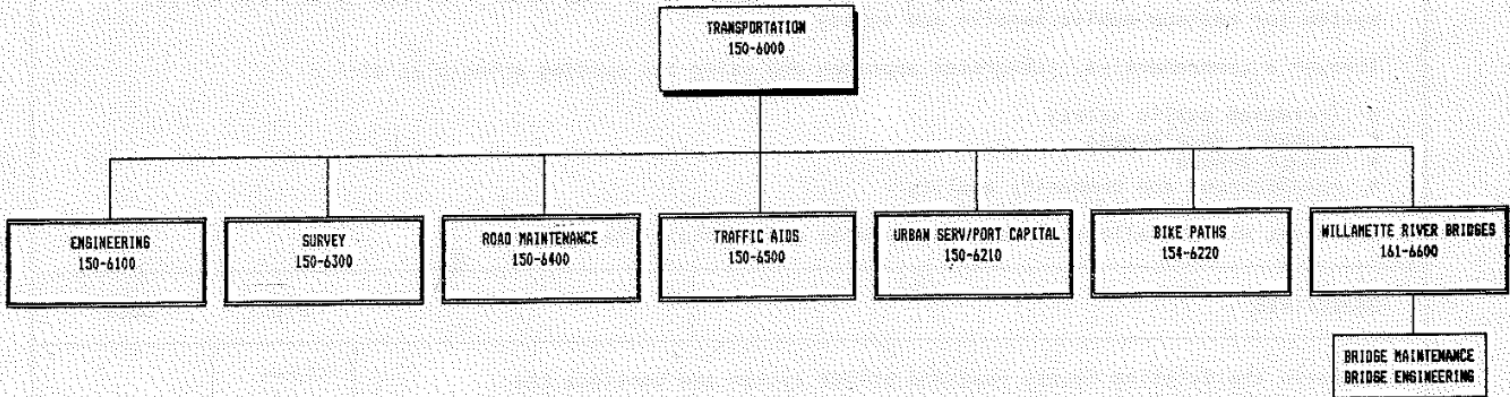 TRANSPORTATION
150-6000
ENGINEERING
150-6100
SURVEY
150-6300
ROAD MAINTENANCE
150-6400
TRAFFIC AIDS
150-6500
URBAN SERV/PORT CAPITAL
150-6210
BIKE PATHS
154-6220
WILLAMETTE RIVER BRIDGES
161-6600
BRIDGE MAINTENANCE
BRIDGE ENGINEERING